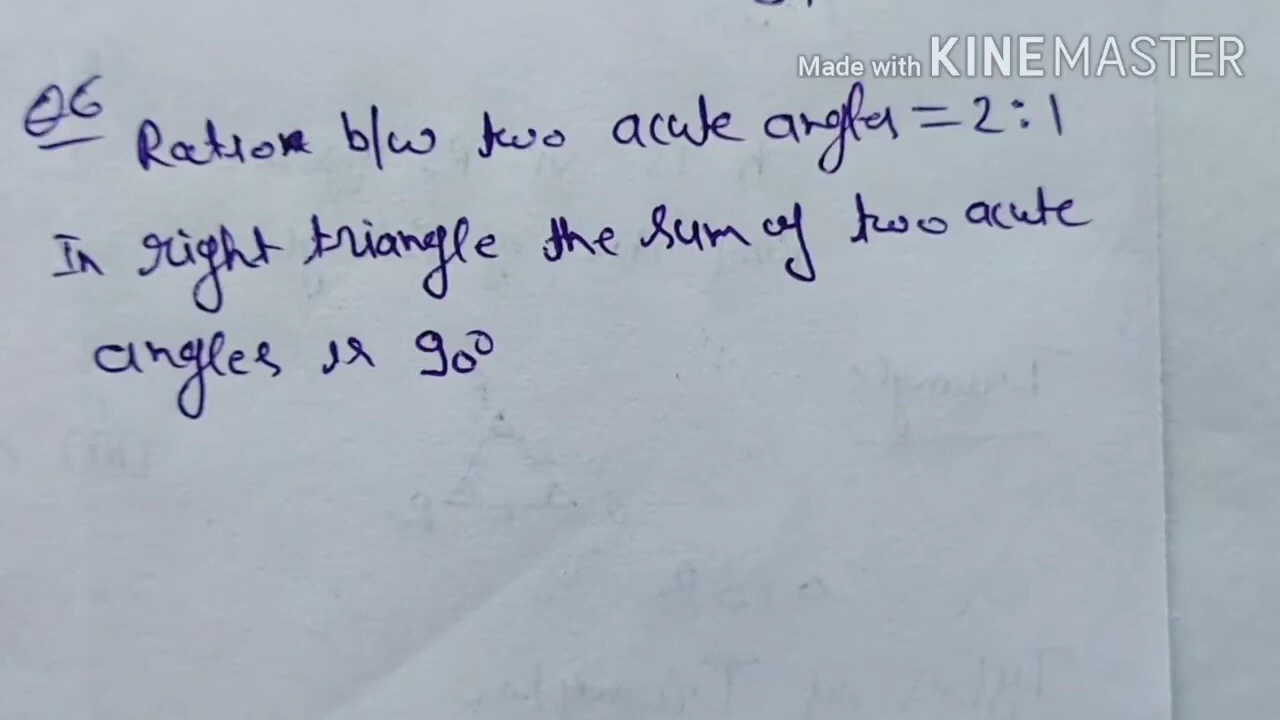 Made with KINEMASTER
Q6
Ratio b/w two acute angles = 2:1
In right triangle the sum of two acute
angles is 90°